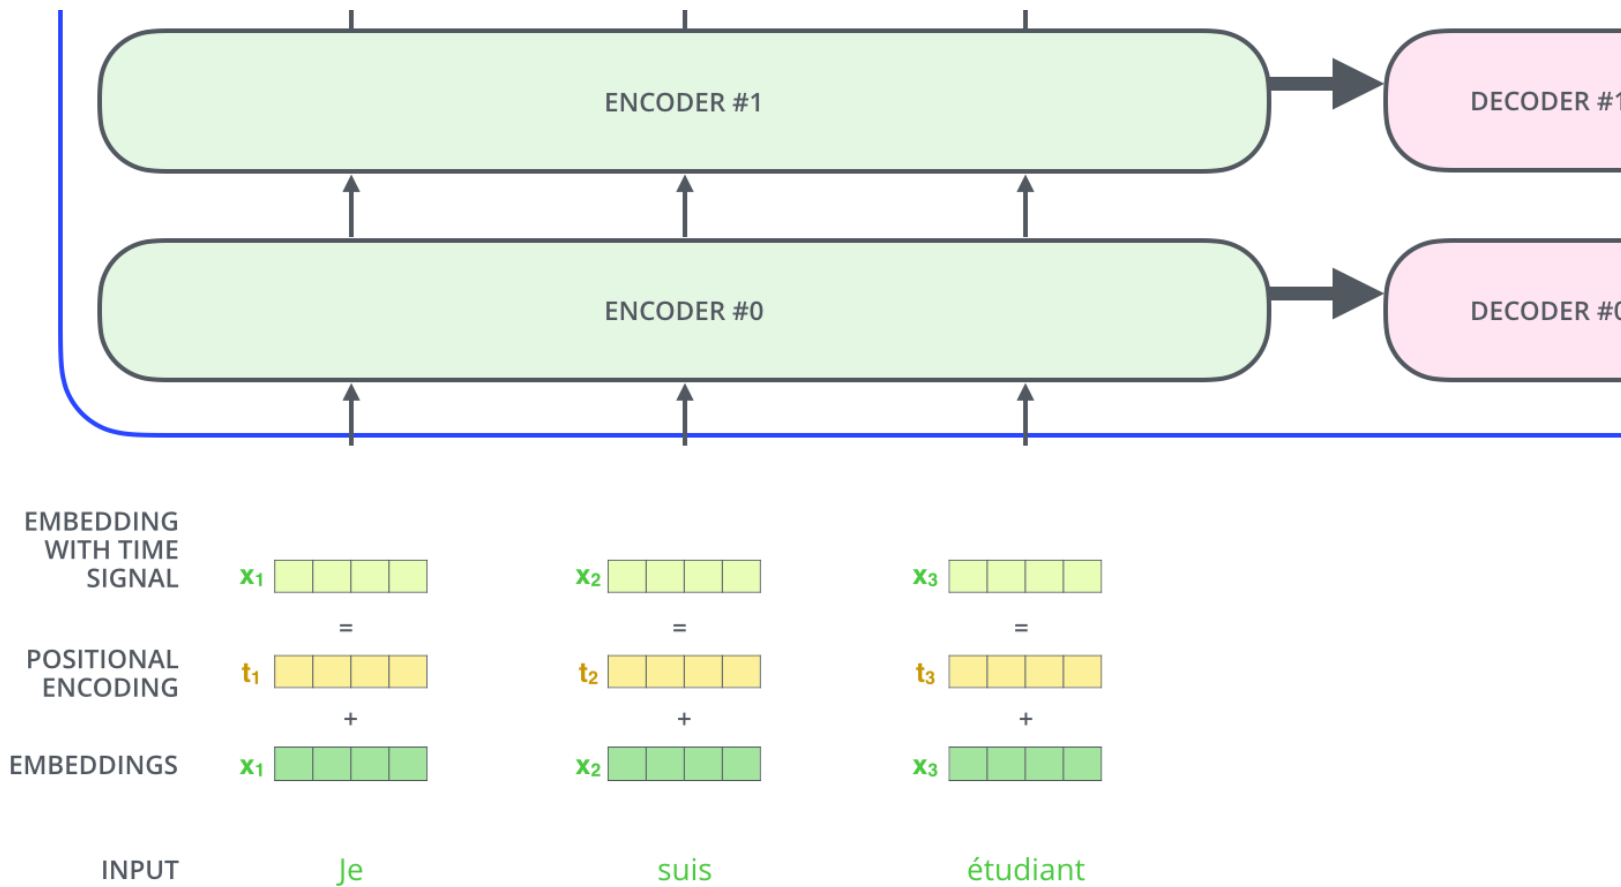 ENCODER #1
DECODER #1
ENCODER #0
DECODER #0
EMBEDDING
WITH TIME
SIGNAL
x₁ x₂ x₃
= = =
POSITIONAL
ENCODING
t₁ t₂ t₃
+ + +
EMBEDDINGS x₁ x₂ x₃
INPUT Je suis étudiant